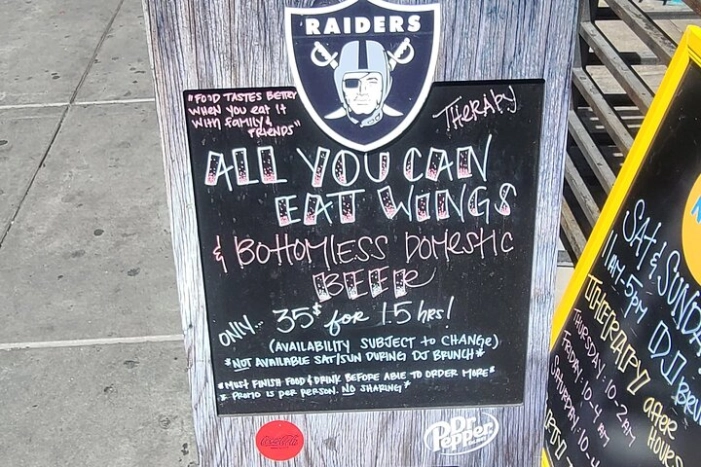 RAIDERS
"FOOD TASTES BETTER
WHEN YOU EAT IT
WITH FAMILY &
FRIENDS"
THERAPY
ALL YOU CAN
EAT WINGS
& BOTTOMLESS DOMESTIC
BEER
ONLY... 35$ for 1.5 hrs!
(AVAILABILITY SUBJECT TO CHANGE)
*NOT AVAILABLE SAT/SUN DURING DJ BRUNCH*
*MUST FINISH FOOD & DRINK BEFORE ABLE TO ORDER MORE*
* PROMO IS PER PERSON. NO SHARING*
Coca-Cola
Dr Pepper
SAT & SUNDA
11AM-5PM DJ BRU
THERAPY after
HOURS
THURSDAY: 10-2AM
FRIDAY: 10-4AM
SATURDAY: 10-4